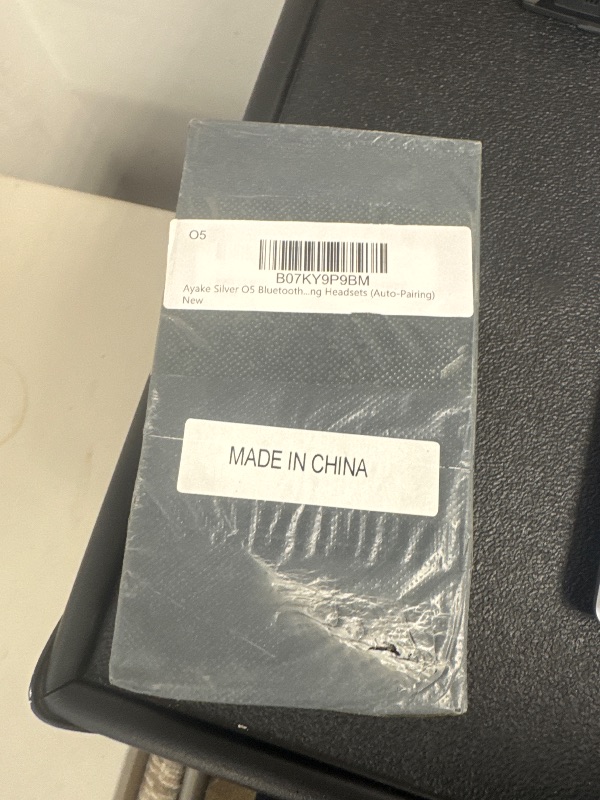 O5
B07KY9P9BM
Ayake Silver O5 Bluetooth...ng Headsets (Auto-Pairing)
New
MADE IN CHINA